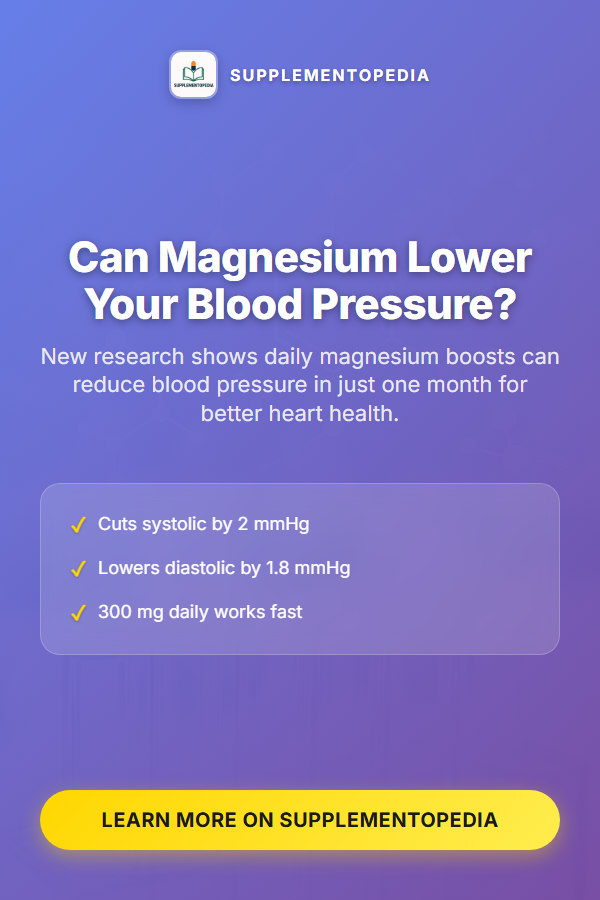 SUPPLEMENTOPEDIA
SUPPLEMENTOPEDIA
Can Magnesium Lower
Your Blood Pressure?
New research shows daily magnesium boosts can
reduce blood pressure in just one month for
better heart health.
✓ Cuts systolic by 2 mmHg
✓ Lowers diastolic by 1.8 mmHg
✓ 300 mg daily works fast
LEARN MORE ON SUPPLEMENTOPEDIA